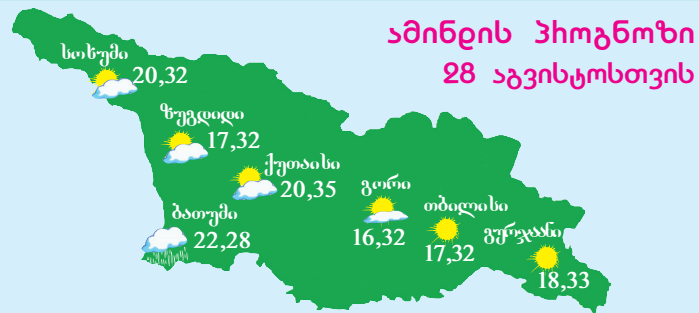 ამინდის პროგნოზი
28 აგვისტოსთვის
სოხუმი
20,32
ზუგდიდი
17,32
ქუთაისი
20,35
გორი
16,32
თბილისი
17,32
გურჯაანი
18,33
ბათუმი
22,28